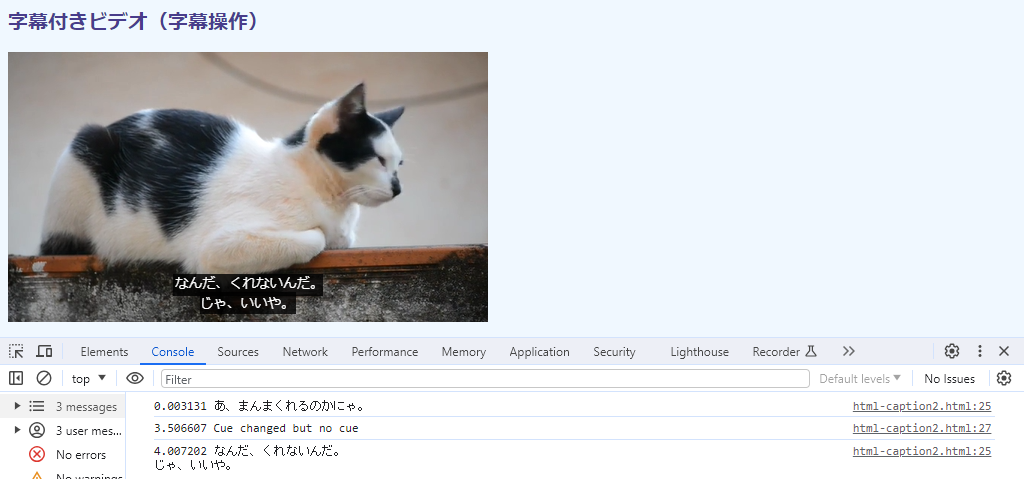 字幕付きビデオ（字幕操作）
なんだ、くれないんだ。
じゃ、いいや。
Elements Console Sources Network Performance Memory Application Security Lighthouse Recorder
top Filter Default levels No Issues
3 messages
0.003131 あ、まんまくれるのかにゃ。 html-caption2.html:25
3 user mes...
3.506607 Cue changed but no cue html-caption2.html:27
No errors
4.007202 なんだ、くれないんだ。 html-caption2.html:25
じゃ、いいや。
No warnings